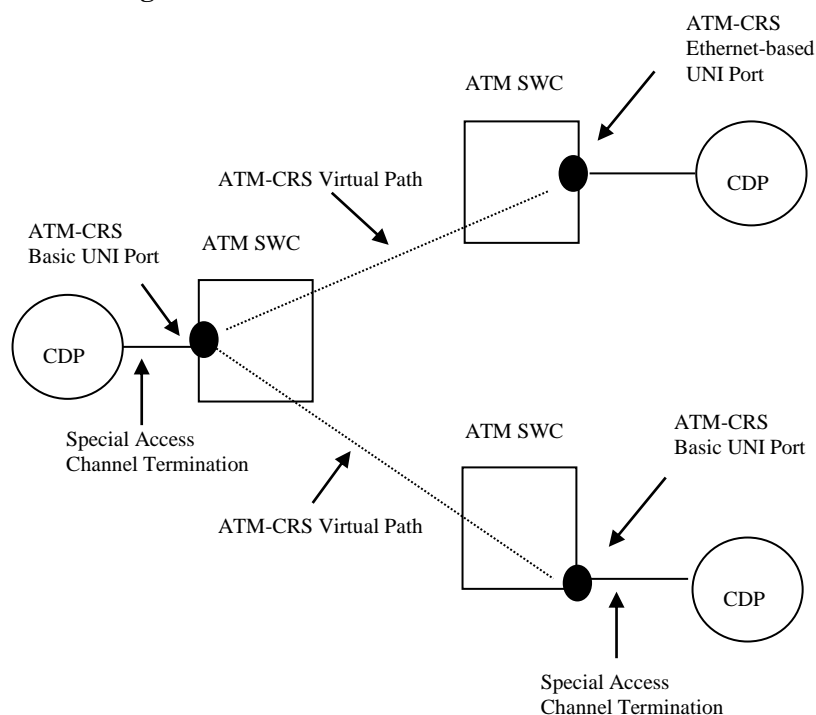 ATM-CRS
Ethernet-based
UNI Port
ATM SWC
CDP
ATM-CRS Virtual Path
ATM-CRS
Basic UNI Port
ATM SWC
CDP
Special Access
Channel Termination
ATM-CRS
Basic UNI Port
ATM SWC
ATM-CRS Virtual Path
CDP
Special Access
Channel Termination